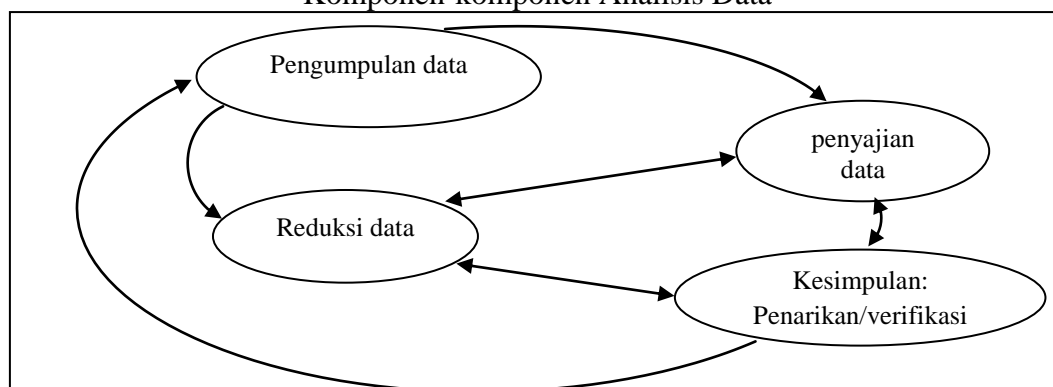 Komponen-komponen Analisis Data
Pengumpulan data
penyajian
data
Reduksi data
Kesimpulan:
Penarikan/verifikasi